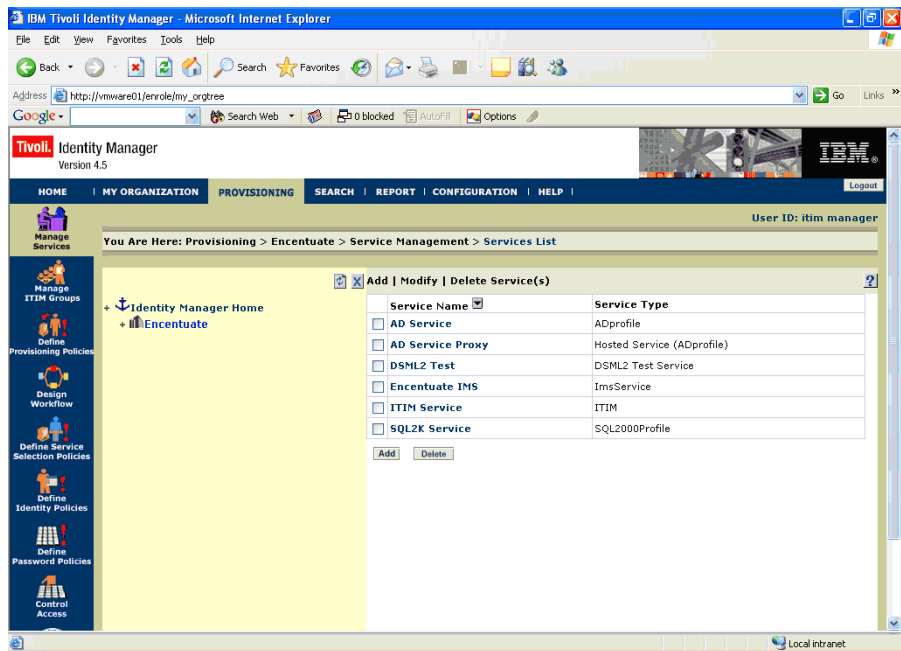 IBM Tivoli Identity Manager - Microsoft Internet Explorer
File Edit View Favorites Tools Help
Back Search Favorites
Address http://vmware01/enrole/my_orgtree Go Links »
Google Search Web 0 blocked AutoFill Options
Tivoli. Identity Manager
Version 4.5
IBM®
HOME | MY ORGANIZATION PROVISIONING SEARCH | REPORT | CONFIGURATION | HELP |
Logout
User ID: itim manager
You Are Here: Provisioning > Encentuate > Service Management > Services List
Manage
Services
Manage
ITIM Groups
Define
Provisioning Policies
Design
Workflow
Define Service
Selection Policies
Define
Identity Policies
Define
Password Policies
Control
Access
+ Identity Manager Home
+ Encentuate
X Add | Modify | Delete Service(s) ?
Service Name Service Type
AD Service ADprofile
AD Service Proxy Hosted Service (ADprofile)
DSML2 Test DSML2 Test Service
Encentuate IMS ImsService
ITIM Service ITIM
SQL2K Service SQL2000Profile
Add Delete
Local intranet